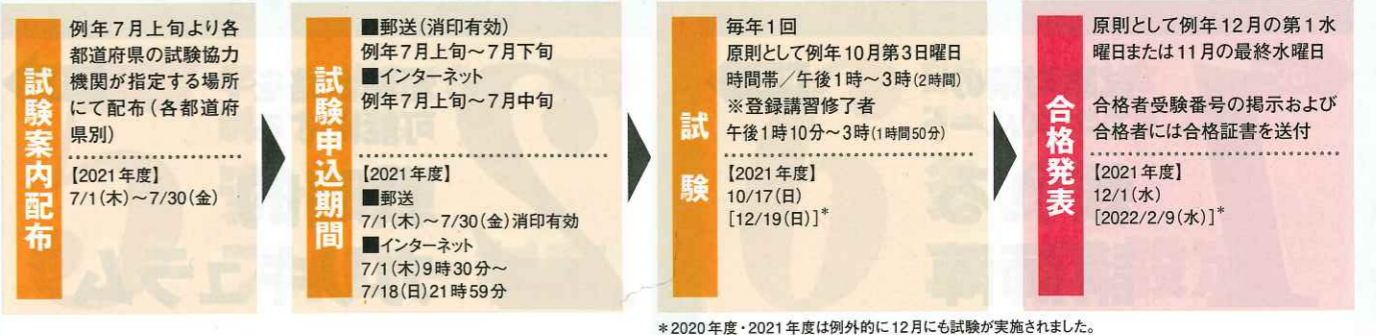 試験案内配布
例年7月上旬より各
都道府県の試験協力
機関が指定する場所
にて配布(各都道府
県別)
【2021年度】
7/1(木)～7/30(金)
試験申込期間
■郵送(消印有効)
例年7月上旬～7月下旬
■インターネット
例年7月上旬～7月中旬
【2021年度】
■郵送
7/1(木)～7/30(金)消印有効
■インターネット
7/1(木)9時30分～
7/18(日)21時59分
試験
毎年1回
原則として例年10月第3日曜日
時間帯／午後1時～3時(2時間)
※登録講習修了者
午後1時10分～3時(1時間50分)
【2021年度】
10/17(日)
[12/19(日)]*
合格発表
原則として例年12月の第1水
曜日または11月の最終水曜日
合格者受験番号の掲示および
合格者には合格証書を送付
【2021年度】
12/1(水)
[2022/2/9(水)]*
*2020年度・2021年度は例外的に12月にも試験が実施されました。